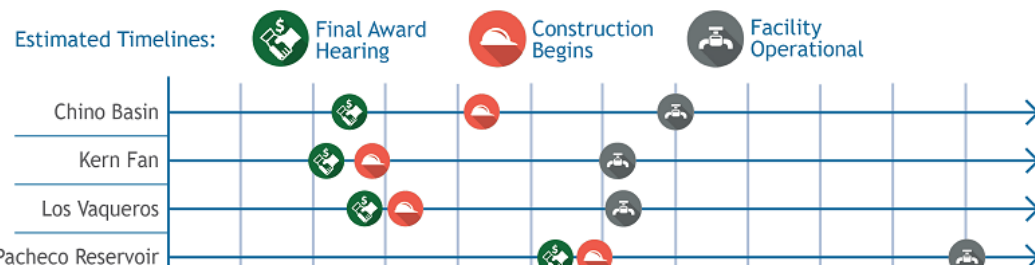 Estimated Timelines:
Final Award
Hearing
Construction
Begins
Facility
Operational
Chino Basin
Kern Fan
Los Vaqueros
Pacheco Reservoir